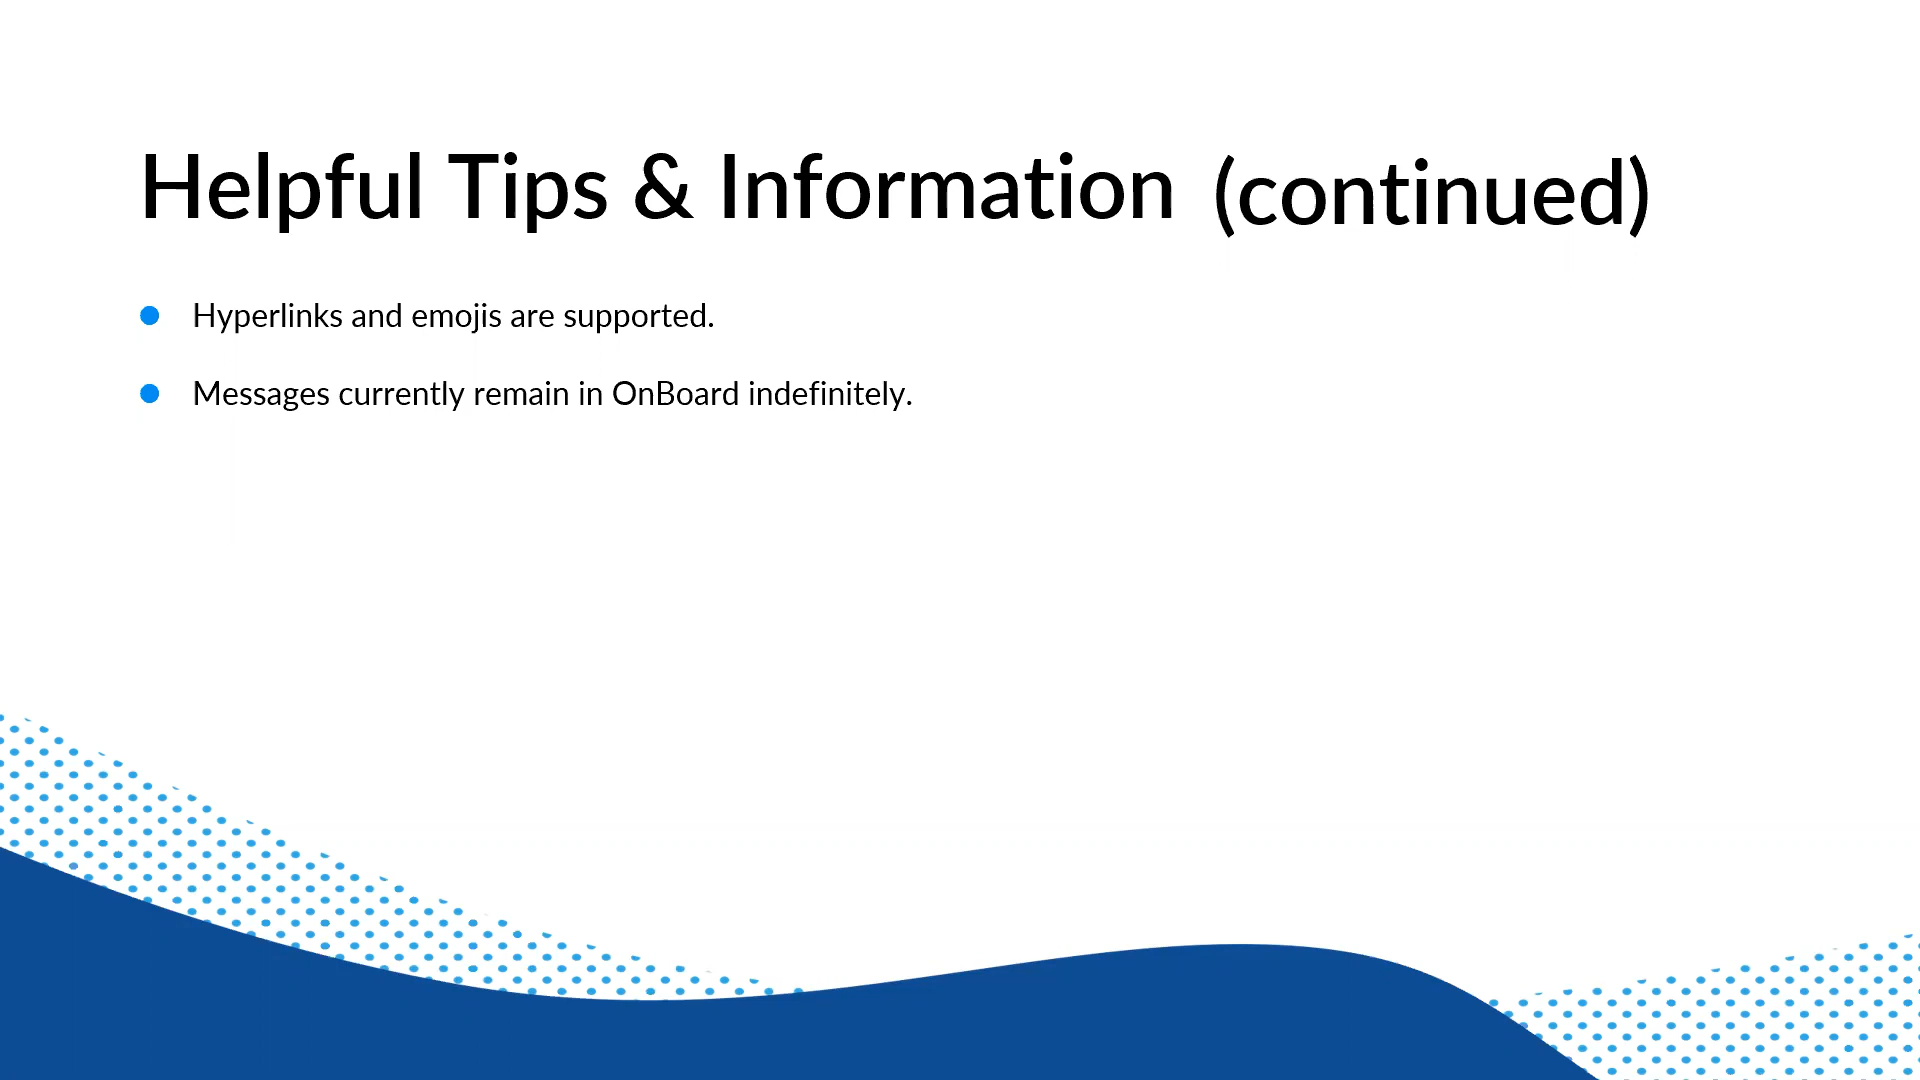 Helpful Tips & Information (continued)
Hyperlinks and emojis are supported.
Messages currently remain in OnBoard indefinitely.